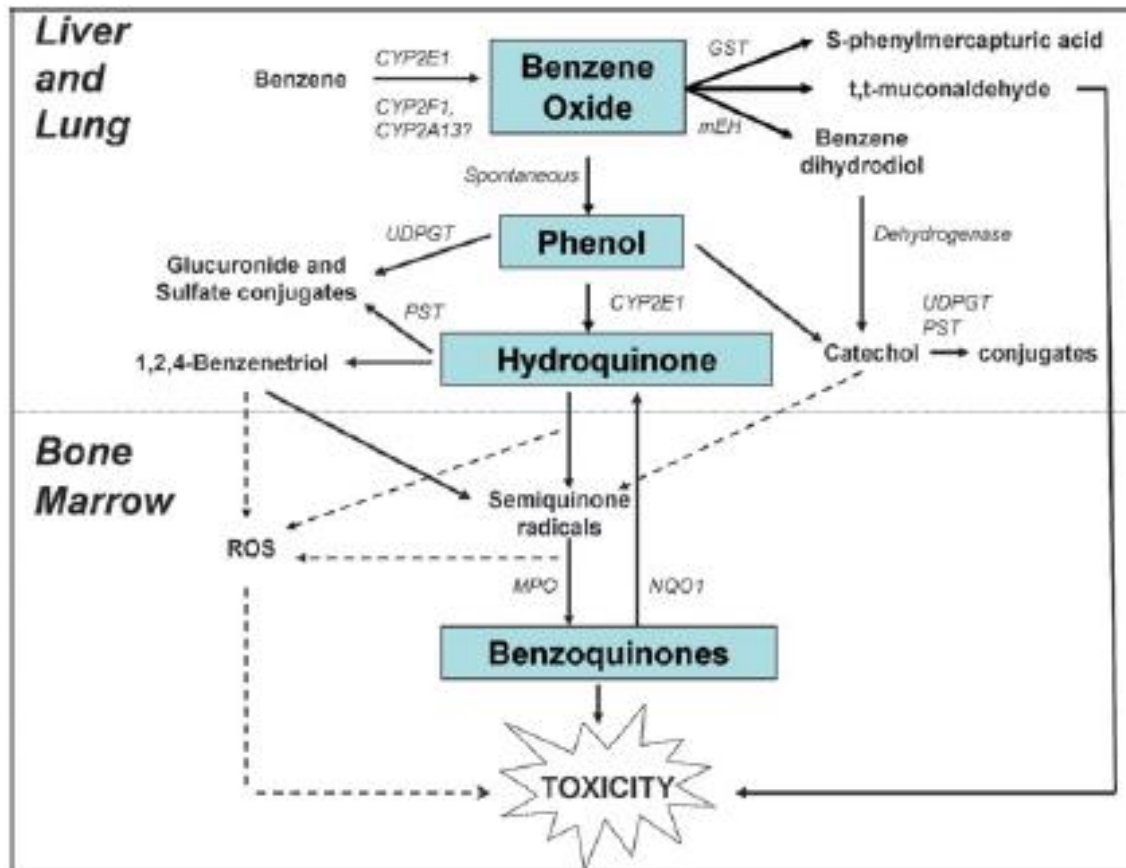 Liver
and
Lung
Benzene
CYP2E1
CYP2F1,
CYP2A13?
Benzene
Oxide
GST
S-phenylmercapturic acid
t,t-muconaldehyde
mEH
Benzene
dihydrodiol
Spontaneous
Phenol
UDPGT
Dehydrogenase
Glucuronide and
Sulfate conjugates
PST
CYP2E1
UDPGT
PST
1,2,4-Benzenetriol
Hydroquinone
Catechol
conjugates
Bone
Marrow
Semiquinone
radicals
ROS
MPO
NQO1
Benzoquinones
TOXICITY